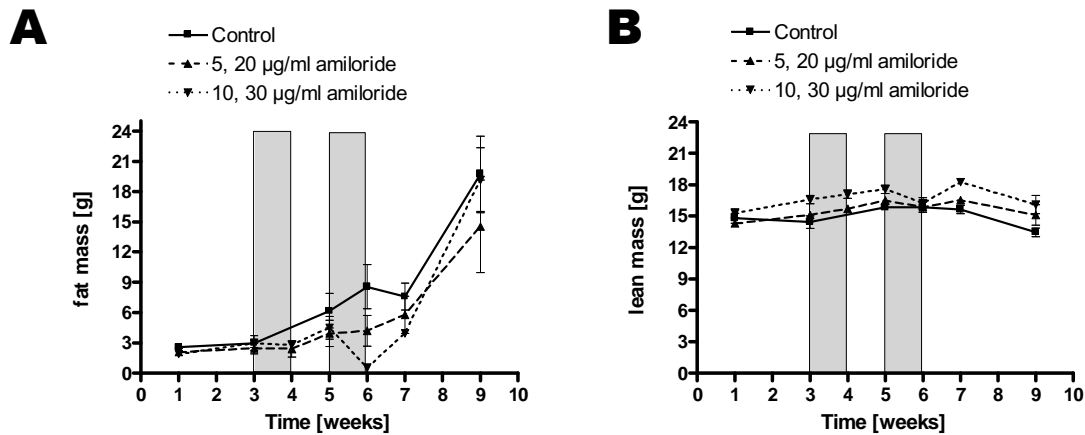 A
Control
5, 20 µg/ml amiloride
10, 30 µg/ml amiloride
24
21
18
15
12
9
6
3
0
fat mass [g]
0 1 2 3 4 5 6 7 8 9 10
Time [weeks]
B
Control
5, 20 µg/ml amiloride
10, 30 µg/ml amiloride
24
21
18
15
12
9
6
3
0
lean mass [g]
0 1 2 3 4 5 6 7 8 9 10
Time [weeks]